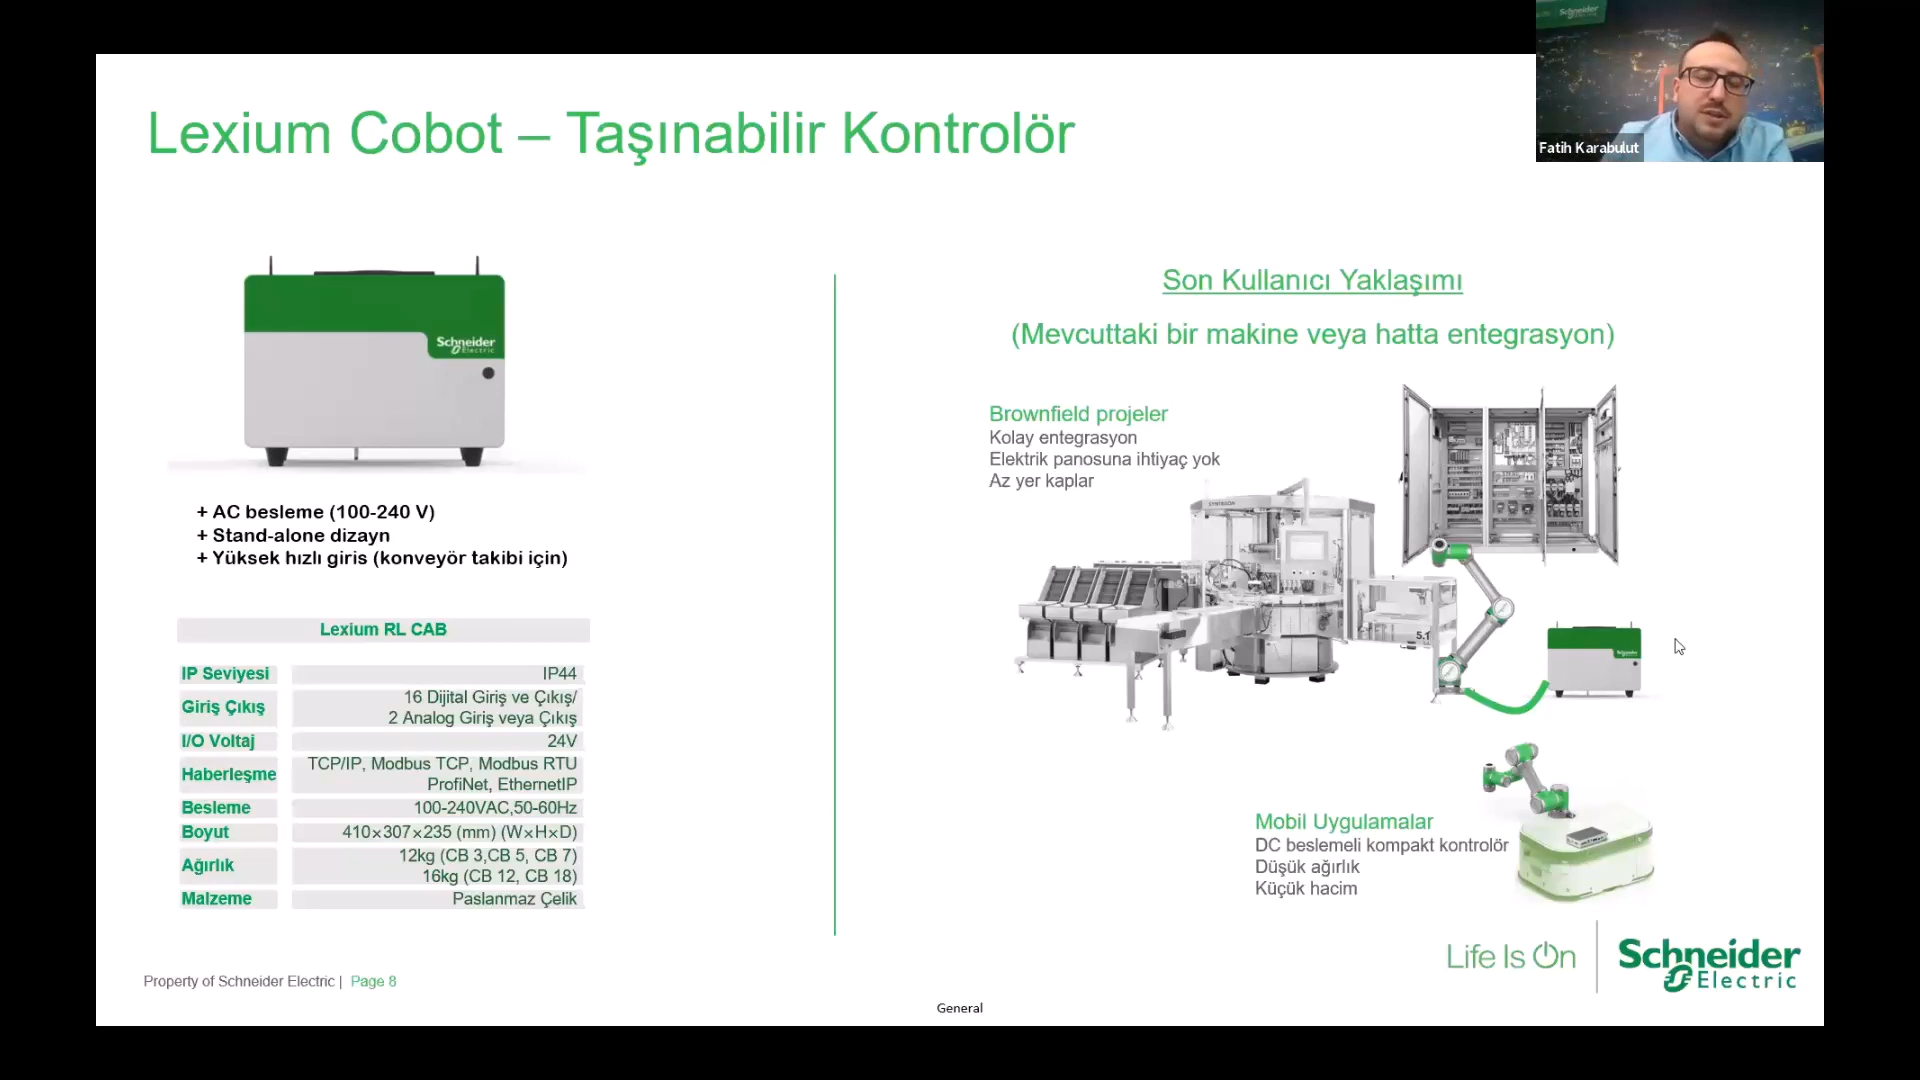 Schneider
Fatih Karabulut
Lexium Cobot – Taşınabilir Kontrolör
Schneider
Electric
+ AC besleme (100-240 V)
+ Stand-alone dizayn
+ Yüksek hızlı giris (konveyör takibi için)
Lexium RL CAB
IP Seviyesi IP44
Giriş Çıkış 16 Dijital Giriş ve Çıkış/
2 Analog Giriş veya Çıkış
I/O Voltaj 24V
Haberleşme TCP/IP, Modbus TCP, Modbus RTU
ProfiNet, EthernetIP
Besleme 100-240VAC,50-60Hz
Boyut 410×307×235 (mm) (W×H×D)
Ağırlık 12kg (CB 3,CB 5, CB 7)
16kg (CB 12, CB 18)
Malzeme Paslanmaz Çelik
Son Kullanıcı Yaklaşımı
(Mevcuttaki bir makine veya hatta entegrasyon)
Brownfield projeler
Kolay entegrasyon
Elektrik panosuna ihtiyaç yok
Az yer kaplar
5.1
Mobil Uygulamalar
DC beslemeli kompakt kontrolör
Düşük ağırlık
Küçük hacim
Life Is On
Schneider
Electric
Property of Schneider Electric | Page 8
General